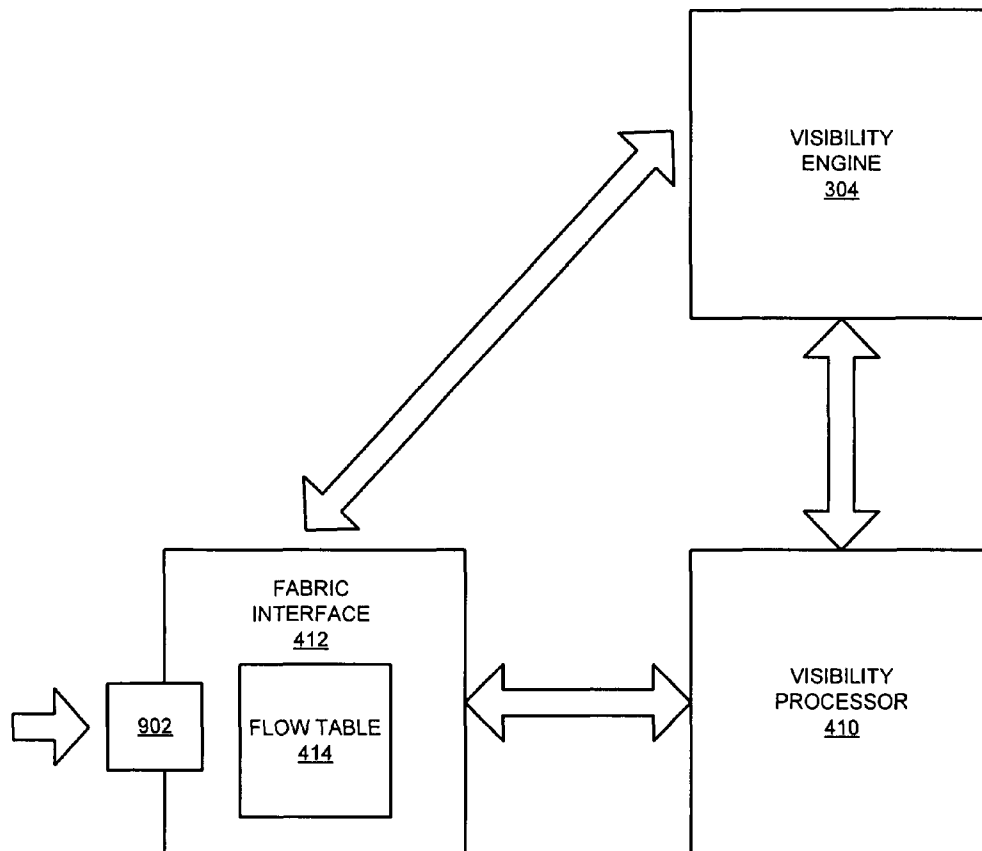 VISIBILITY
ENGINE
304
FABRIC
INTERFACE
412
902
FLOW TABLE
414
VISIBILITY
PROCESSOR
410